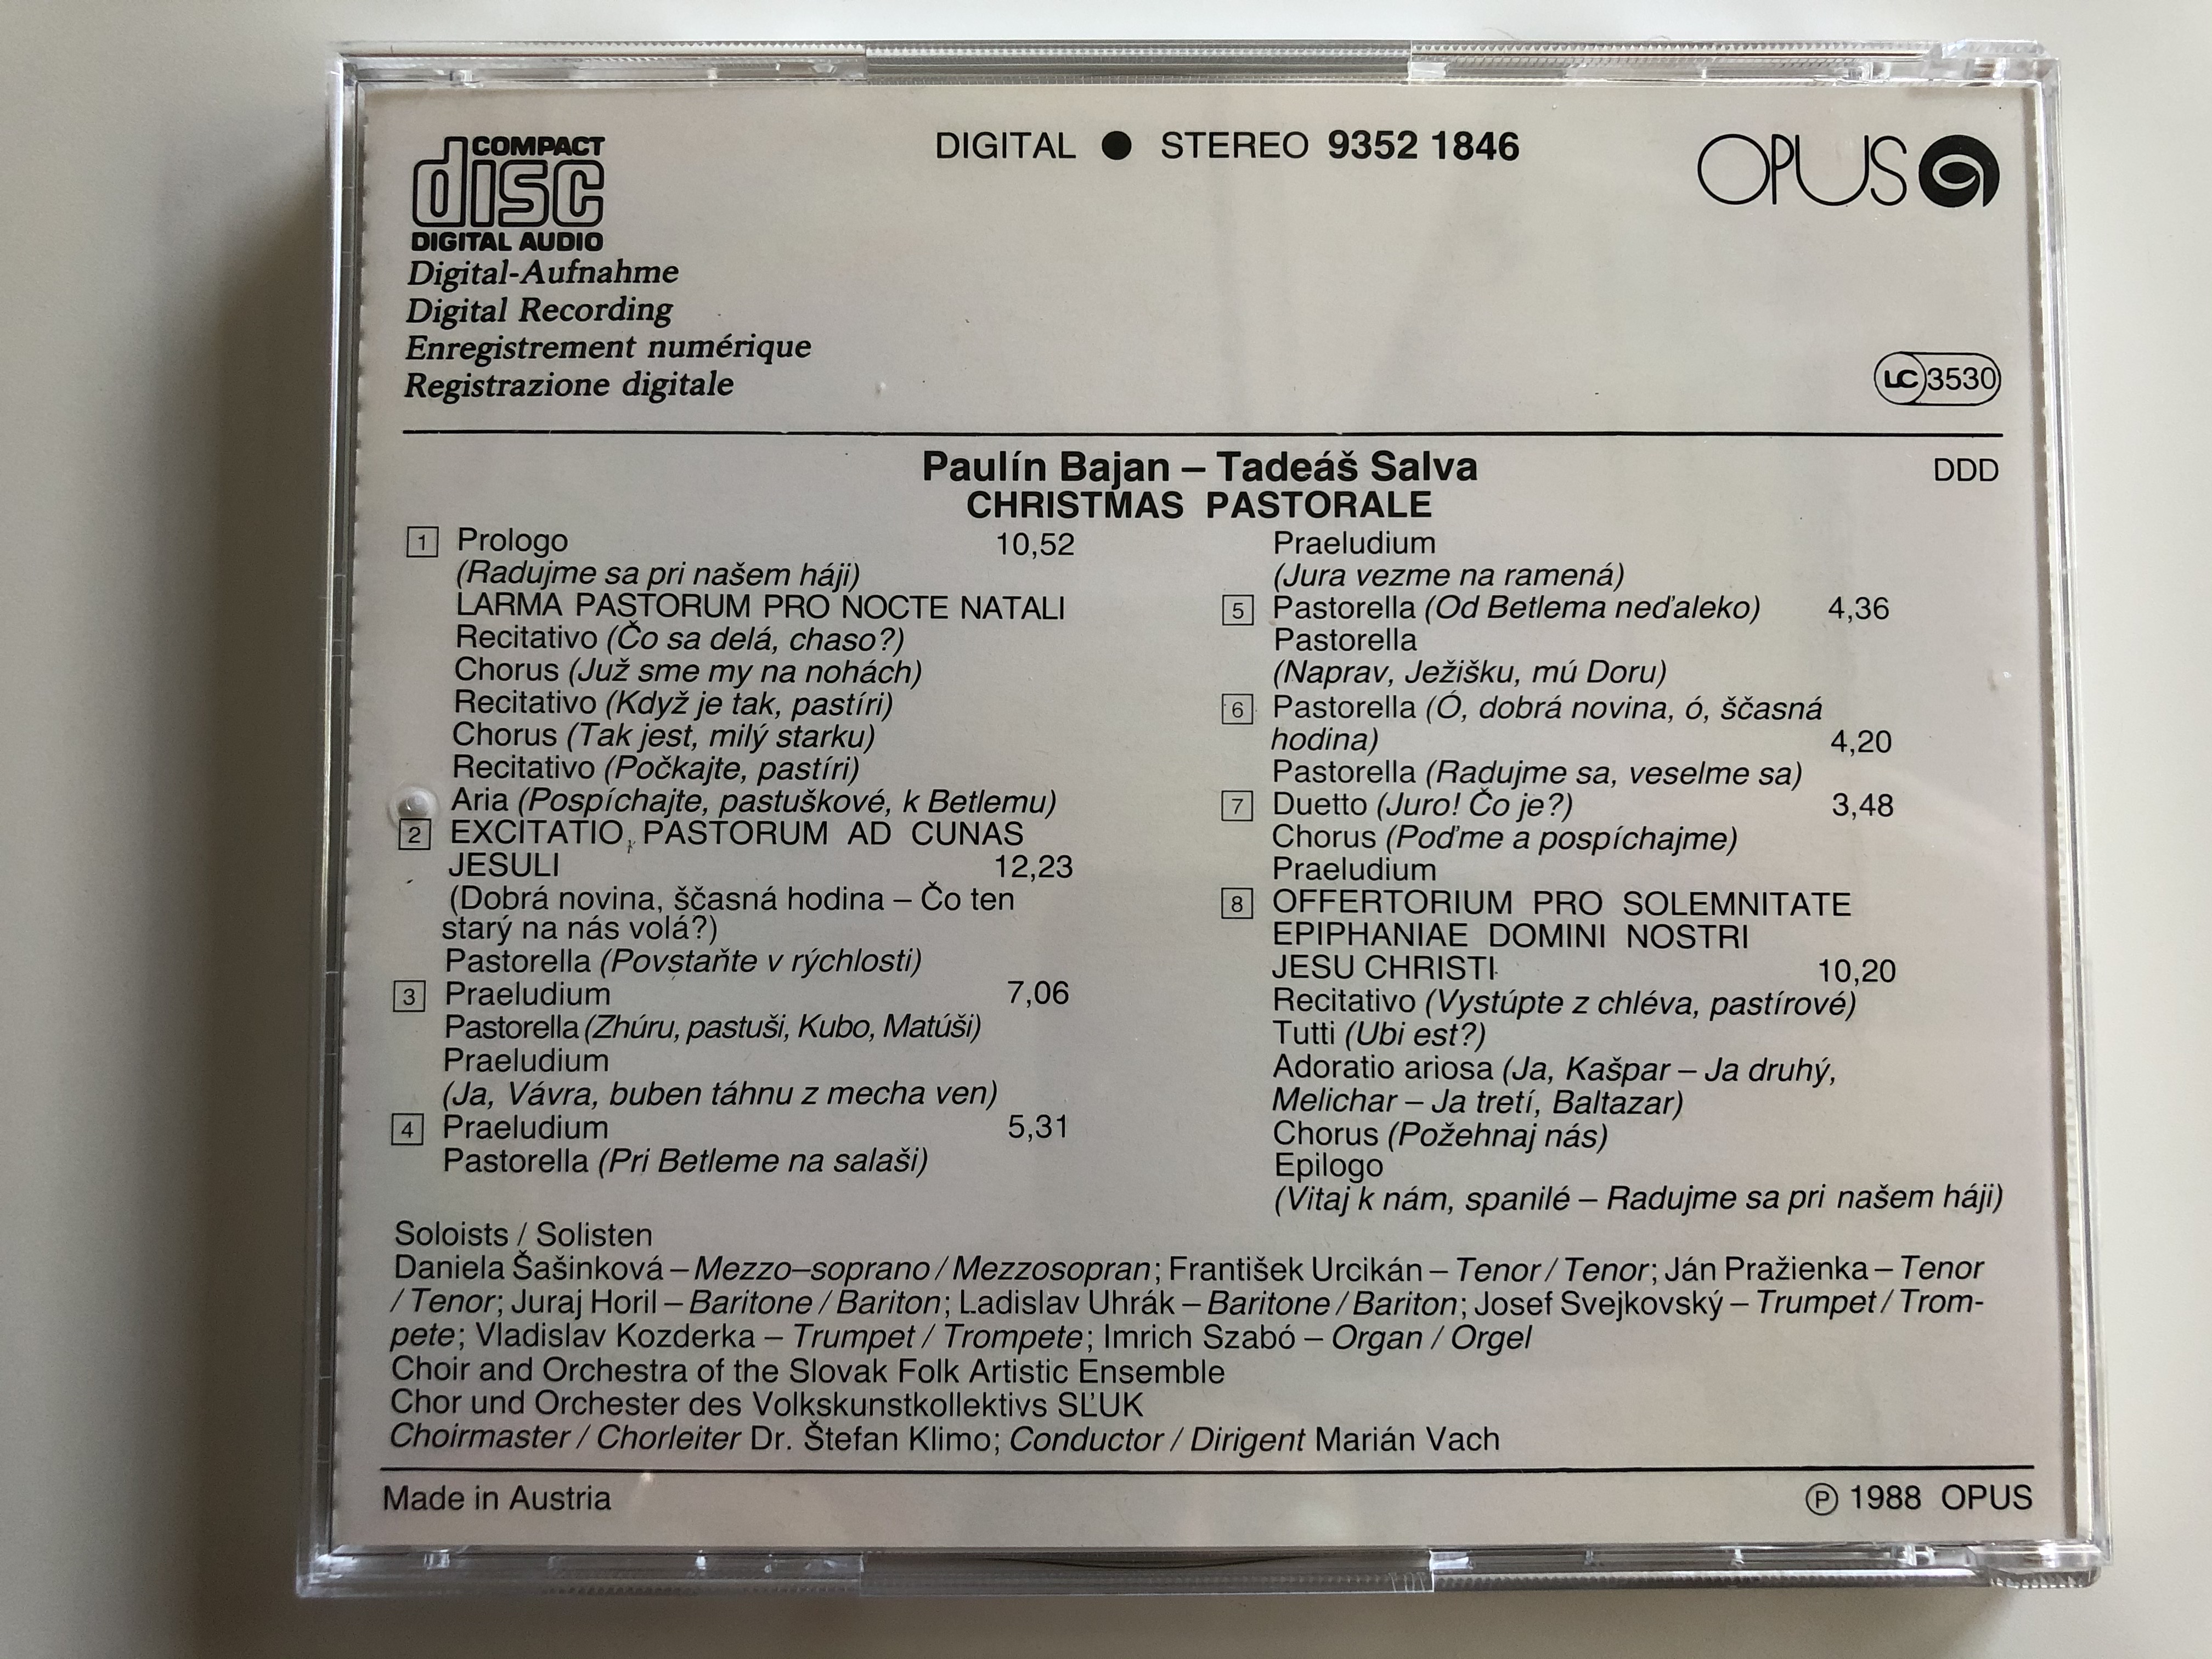 COMPACT
disc
DIGITAL AUDIO
DIGITAL ● STEREO 9352 1846
OPUS
Digital-Aufnahme
Digital Recording
Enregistrement numérique
Registrazione digitale
LC 3530
Paulín Bajan – Tadeáš Salva
DDD
CHRISTMAS PASTORALE
1 Prologo 10,52
(Radujme sa pri našem háji)
LARMA PASTORUM PRO NOCTE NATALI
Recitativo (Čo sa delá, chaso?)
Chorus (Juž sme my na nohách)
Recitativo (Když je tak, pastíri)
Chorus (Tak jest, milý starku)
Recitativo (Počkajte, pastíri)
Aria (Pospíchajte, pastuškové, k Betlemu)
2 EXCITATIO PASTORUM AD CUNAS
JESULI 12,23
(Dobrá novina, ščasná hodina – Čo ten
starý na nás volá?)
Pastorella (Povstaňte v rýchlosti)
3 Praeludium 7,06
Pastorella (Zhúru, pastuši, Kubo, Matúši)
Praeludium
(Ja, Vávra, buben táhnu z mecha ven)
4 Praeludium 5,31
Pastorella (Pri Betleme na salaši)
Praeludium
(Jura vezme na ramená)
5 Pastorella (Od Betlema neďaleko) 4,36
Pastorella
(Naprav, Ježišku, mú Doru)
6 Pastorella (Ó, dobrá novina, ó, ščasná
hodina) 4,20
Pastorella (Radujme sa, veselme sa)
7 Duetto (Juro! Čo je?) 3,48
Chorus (Poďme a pospíchajme)
Praeludium
8 OFFERTORIUM PRO SOLEMNITATE
EPIPHANIAE DOMINI NOSTRI
JESU CHRISTI 10,20
Recitativo (Vystúpte z chléva, pastírové)
Tutti (Ubi est?)
Adoratio ariosa (Ja, Kašpar – Ja druhý,
Melichar – Ja tretí, Baltazar)
Chorus (Požehnaj nás)
Epilogo
(Vitaj k nám, spanilé – Radujme sa pri našem háji)
Soloists / Solisten
Daniela Šašinková – Mezzo–soprano / Mezzosopran; František Urcikán – Tenor / Tenor; Ján Pražienka – Tenor
/ Tenor; Juraj Horil – Baritone / Bariton; Ladislav Uhrák – Baritone / Bariton; Josef Svejkovský – Trumpet / Trom-
pete; Vladislav Kozderka – Trumpet / Trompete; Imrich Szabó – Organ / Orgel
Choir and Orchestra of the Slovak Folk Artistic Ensemble
Chor und Orchester des Volkskunstkollektivs SĽUK
Choirmaster / Chorleiter Dr. Štefan Klimo; Conductor / Dirigent Marián Vach
Made in Austria
Ⓟ 1988 OPUS